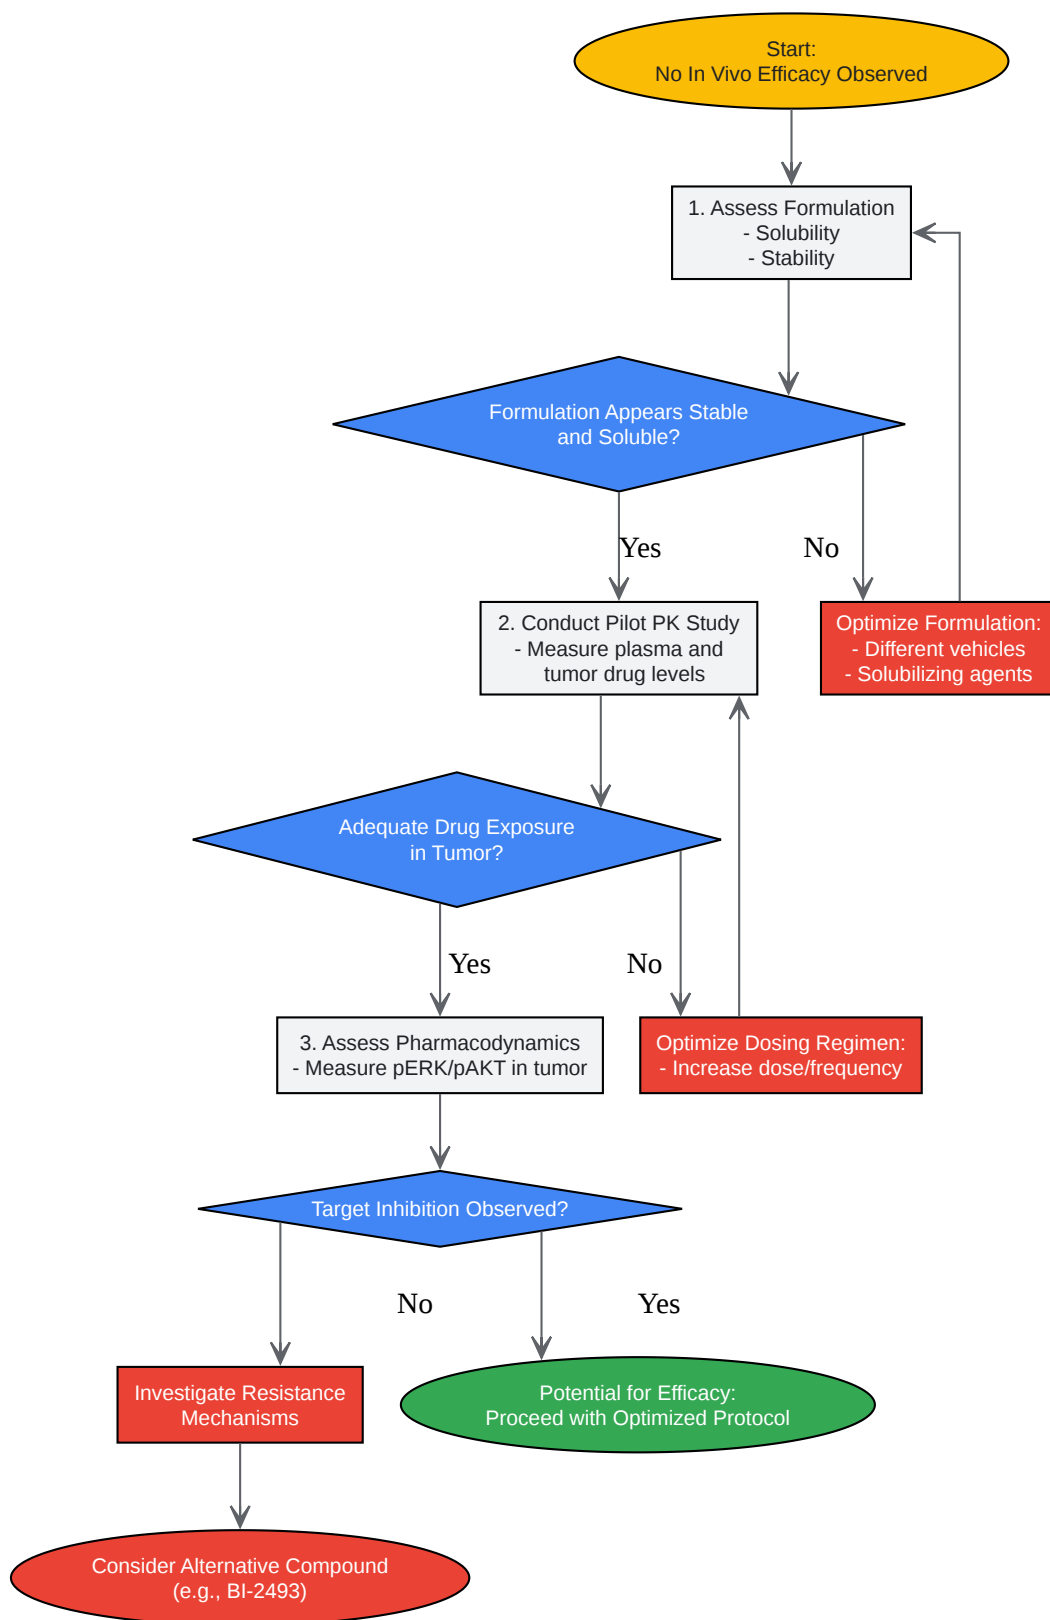 Start:
No In Vivo Efficacy Observed
1. Assess Formulation
- Solubility
- Stability
Formulation Appears Stable
and Soluble?
Yes
No
2. Conduct Pilot PK Study
- Measure plasma and
tumor drug levels
Optimize Formulation:
- Different vehicles
- Solubilizing agents
Adequate Drug Exposure
in Tumor?
Yes
No
3. Assess Pharmacodynamics
- Measure pERK/pAKT in tumor
Optimize Dosing Regimen:
- Increase dose/frequency
Target Inhibition Observed?
No
Yes
Investigate Resistance
Mechanisms
Potential for Efficacy:
Proceed with Optimized Protocol
Consider Alternative Compound
(e.g., BI-2493)